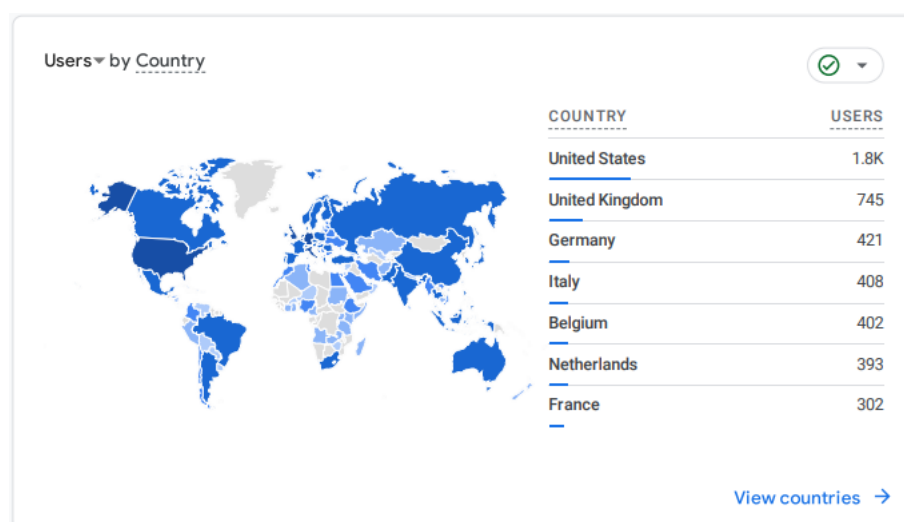 Users by Country
COUNTRY USERS
United States 1.8K
United Kingdom 745
Germany 421
Italy 408
Belgium 402
Netherlands 393
France 302
View countries